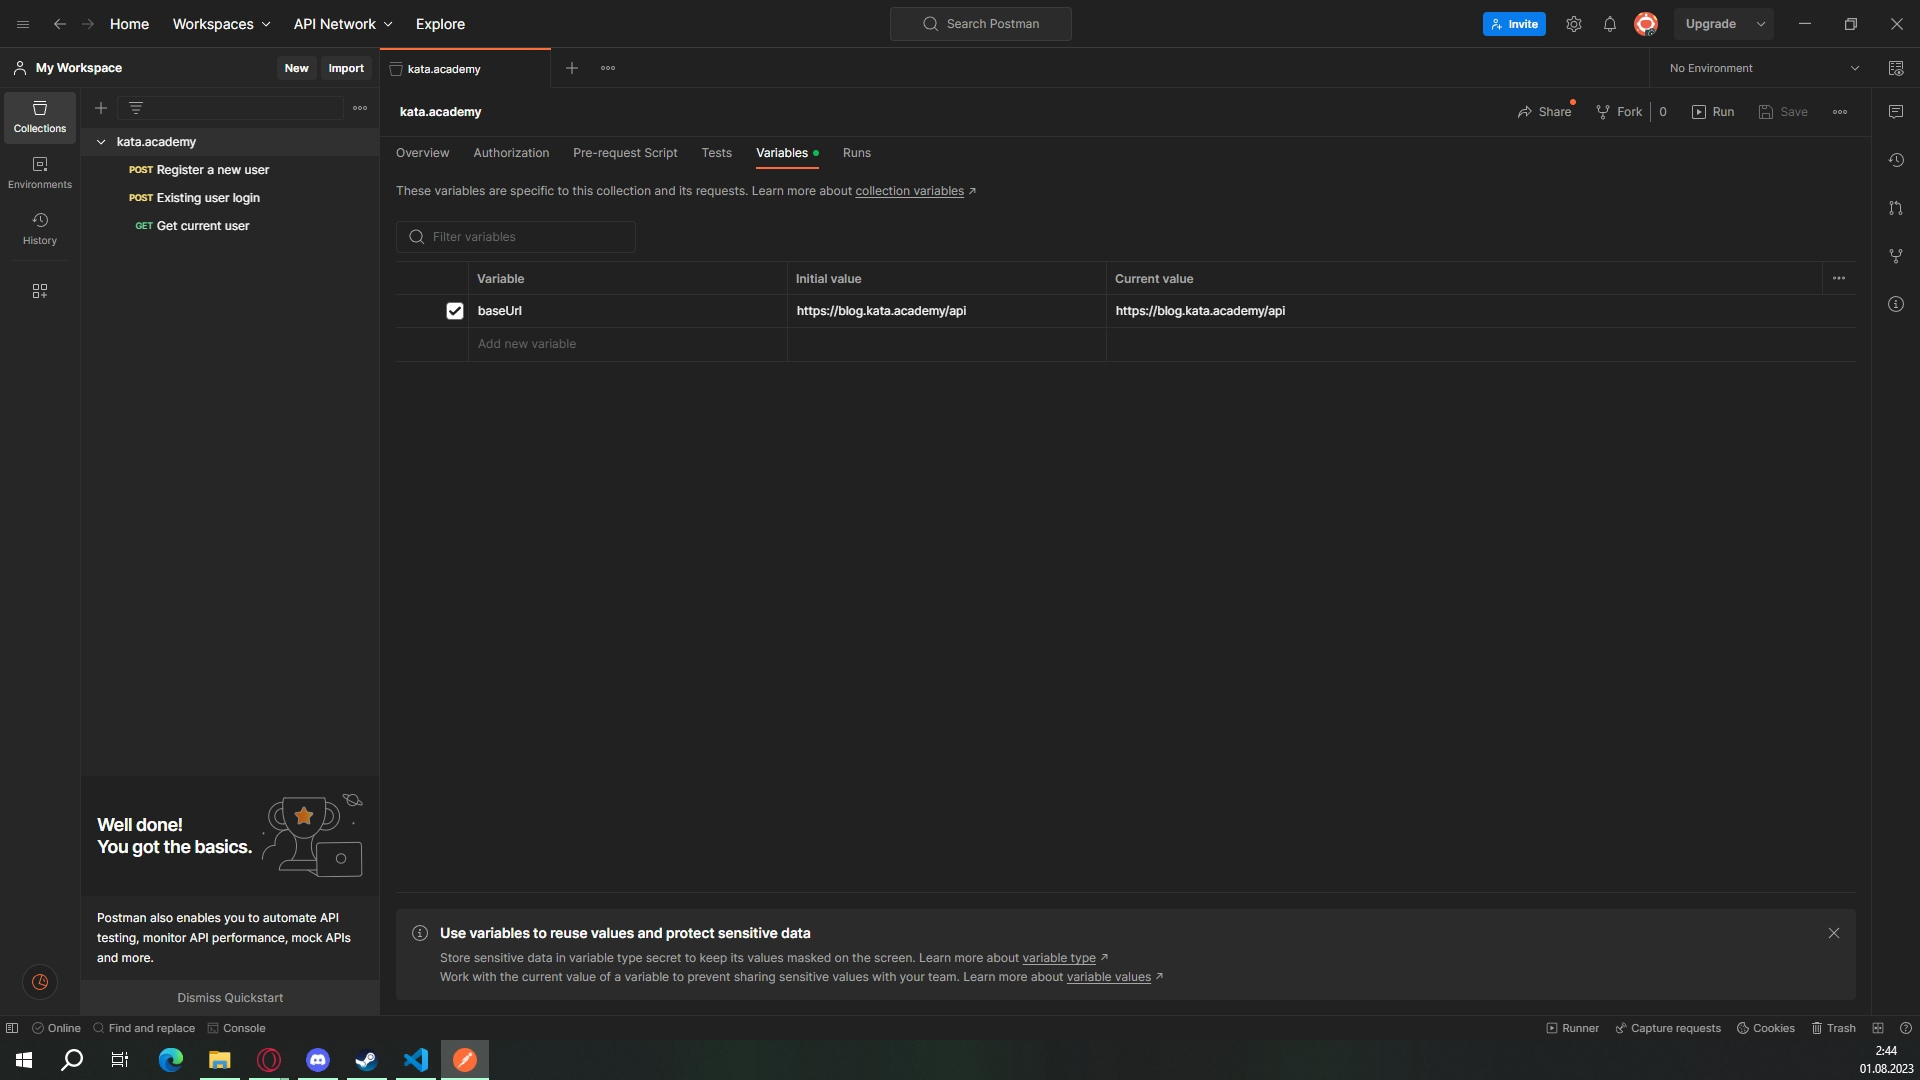 Home
Workspaces
API Network
Explore
Search Postman
Invite
Upgrade
My Workspace
New
Import
kata.academy
No Environment
Collections
Environments
History
kata.academy
POST Register a new user
POST Existing user login
GET Get current user
kata.academy
Share
Fork
0
Run
Save
Overview
Authorization
Pre-request Script
Tests
Variables
Runs
These variables are specific to this collection and its requests. Learn more about collection variables ↗
Filter variables
Variable
Initial value
Current value
baseUrl
https://blog.kata.academy/api
https://blog.kata.academy/api
Add new variable
Well done!
You got the basics.
Postman also enables you to automate API
testing, monitor API performance, mock APIs
and more.
Dismiss Quickstart
Use variables to reuse values and protect sensitive data
Store sensitive data in variable type secret to keep its values masked on the screen. Learn more about variable type ↗
Work with the current value of a variable to prevent sharing sensitive values with your team. Learn more about variable values ↗
Online
Find and replace
Console
Runner
Capture requests
Cookies
Trash
2:44
01.08.2023